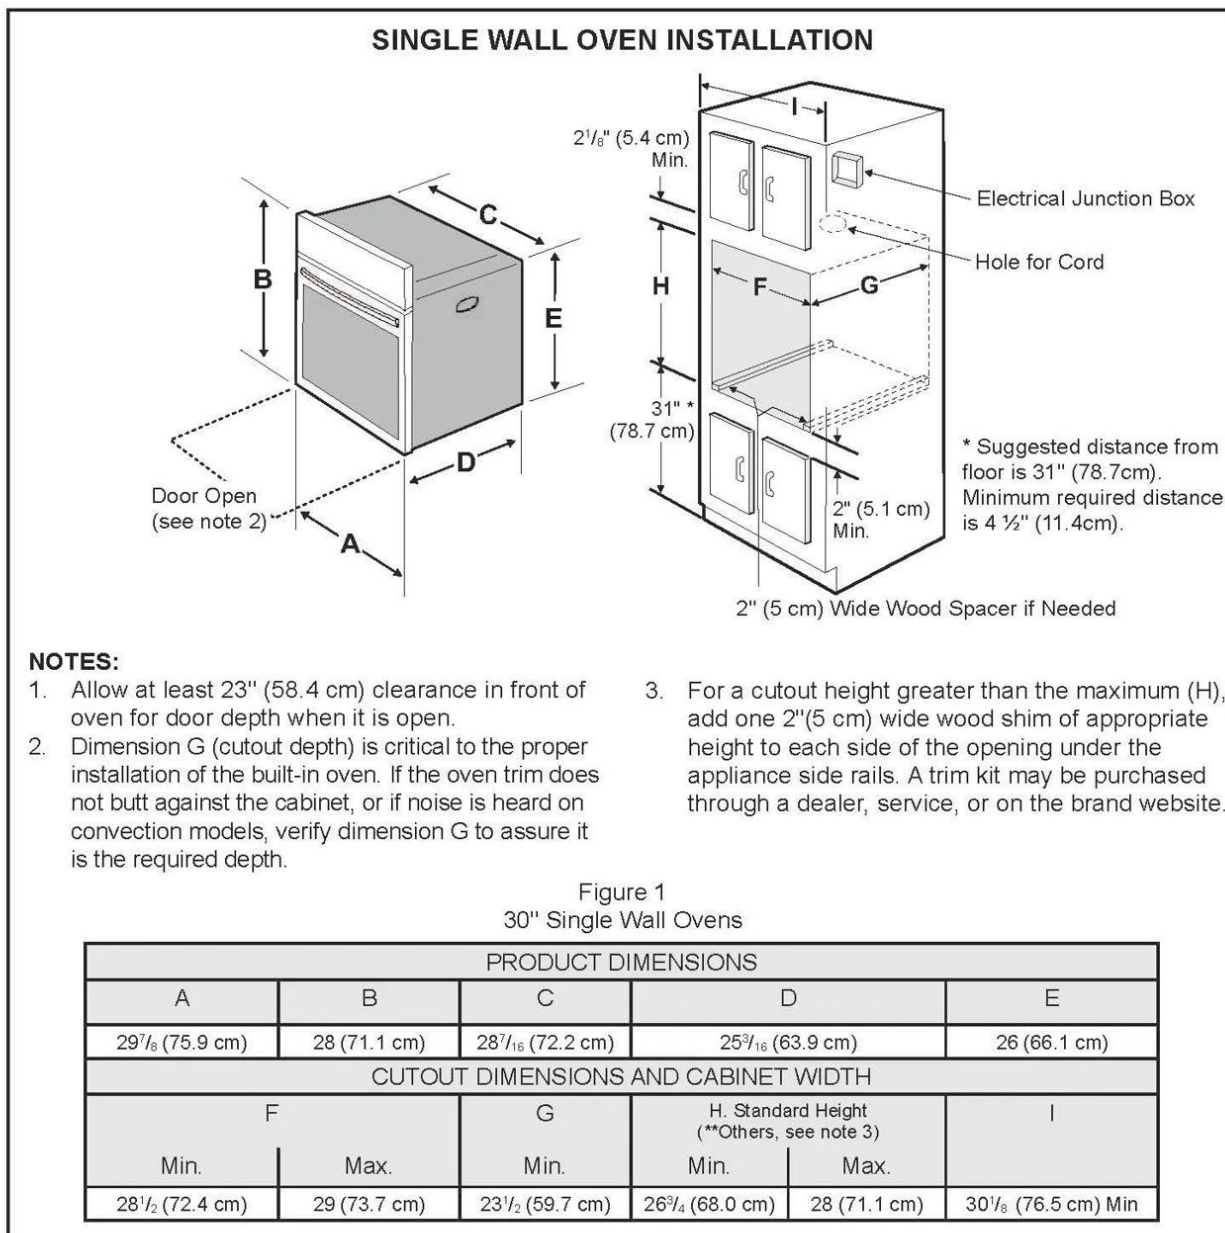 SINGLE WALL OVEN INSTALLATION
I
2¹/₈" (5.4 cm)
Min.
Electrical Junction Box
C
Hole for Cord
B
H
F
G
E
31" *
(78.7 cm)
* Suggested distance from
floor is 31" (78.7cm).
Minimum required distance
is 4 ½" (11.4cm).
D
Door Open
(see note 2)
2" (5.1 cm)
Min.
A
2" (5 cm) Wide Wood Spacer if Needed
NOTES:
1. Allow at least 23" (58.4 cm) clearance in front of
oven for door depth when it is open.
2. Dimension G (cutout depth) is critical to the proper
installation of the built-in oven. If the oven trim does
not butt against the cabinet, or if noise is heard on
convection models, verify dimension G to assure it
is the required depth.
3. For a cutout height greater than the maximum (H),
add one 2"(5 cm) wide wood shim of appropriate
height to each side of the opening under the
appliance side rails. A trim kit may be purchased
through a dealer, service, or on the brand website.
Figure 1
30" Single Wall Ovens
PRODUCT DIMENSIONS
A B C D E
29⁷/₈ (75.9 cm) 28 (71.1 cm) 28⁷/₁₆ (72.2 cm) 25³/₁₆ (63.9 cm) 26 (66.1 cm)
CUTOUT DIMENSIONS AND CABINET WIDTH
F G H. Standard Height I
(**Others, see note 3)
Min. Max. Min. Min. Max.
28¹/₂ (72.4 cm) 29 (73.7 cm) 23¹/₂ (59.7 cm) 26³/₄ (68.0 cm) 28 (71.1 cm) 30¹/₈ (76.5 cm) Min